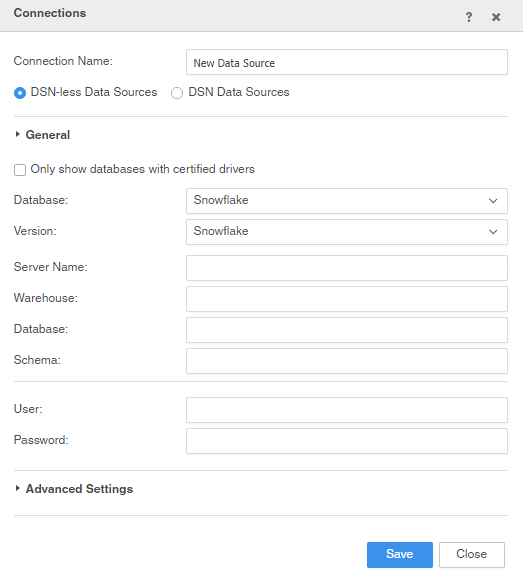 Connections ? ×
Connection Name: New Data Source
DSN-less Data Sources DSN Data Sources
General
Only show databases with certified drivers
Database: Snowflake
Version: Snowflake
Server Name:
Warehouse:
Database:
Schema:
User:
Password:
Advanced Settings
Save Close